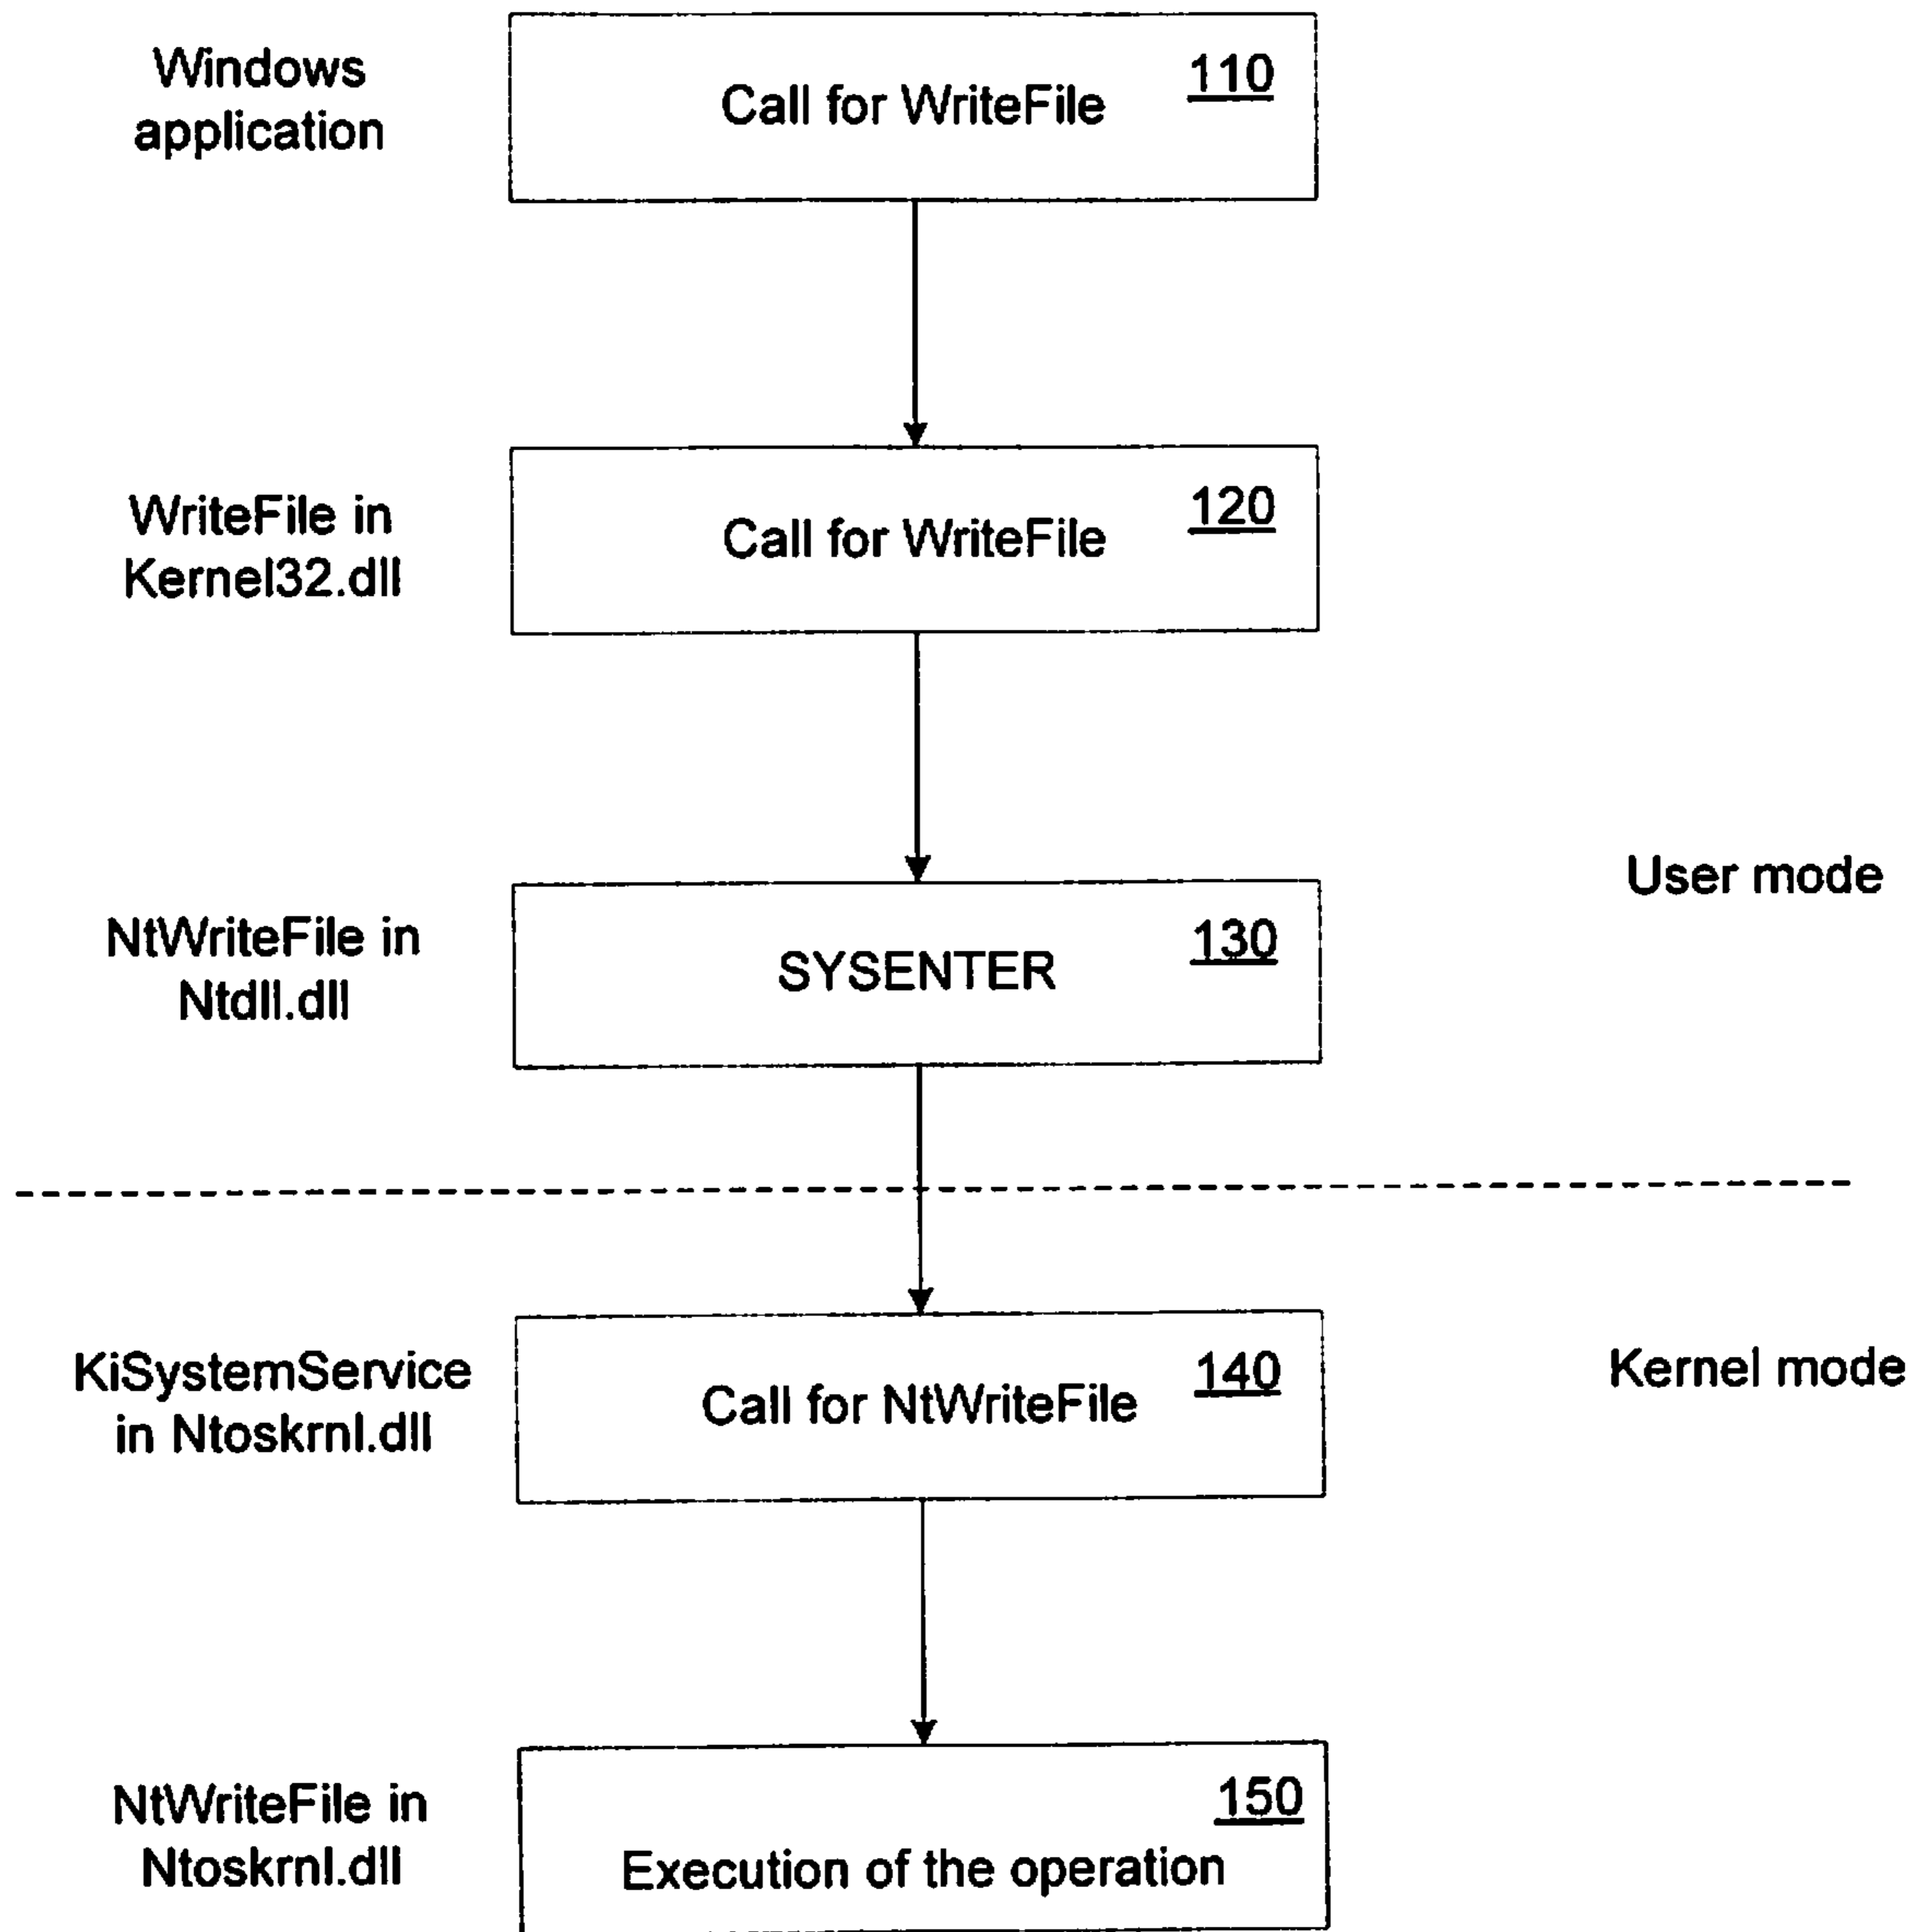 Windows
application
Call for WriteFile
110
WriteFile in
Kernel32.dll
Call for WriteFile
120
User mode
NtWriteFile in
Ntdll.dll
SYSENTER
130
KiSystemService
in Ntoskrnl.dll
Call for NtWriteFile
140
Kernel mode
NtWriteFile in
Ntoskrnl.dll
150
Execution of the operation